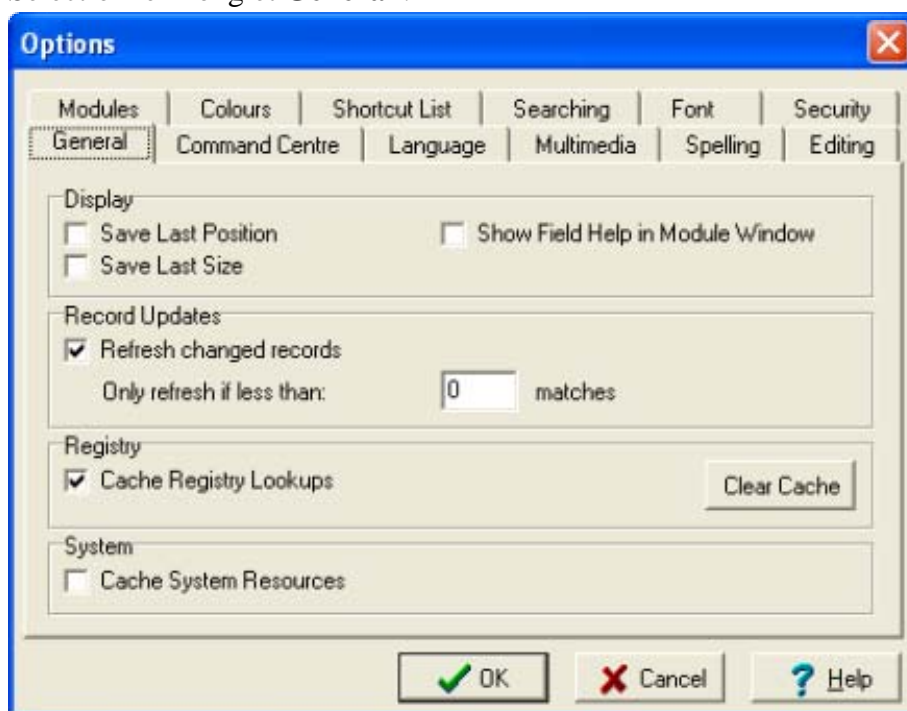 Options
Modules Colours Shortcut List Searching Font Security
General Command Centre Language Multimedia Spelling Editing
Display
Save Last Position Show Field Help in Module Window
Save Last Size
Record Updates
Refresh changed records
Only refresh if less than: 0 matches
Registry
Cache Registry Lookups Clear Cache
System
Cache System Resources
OK Cancel Help